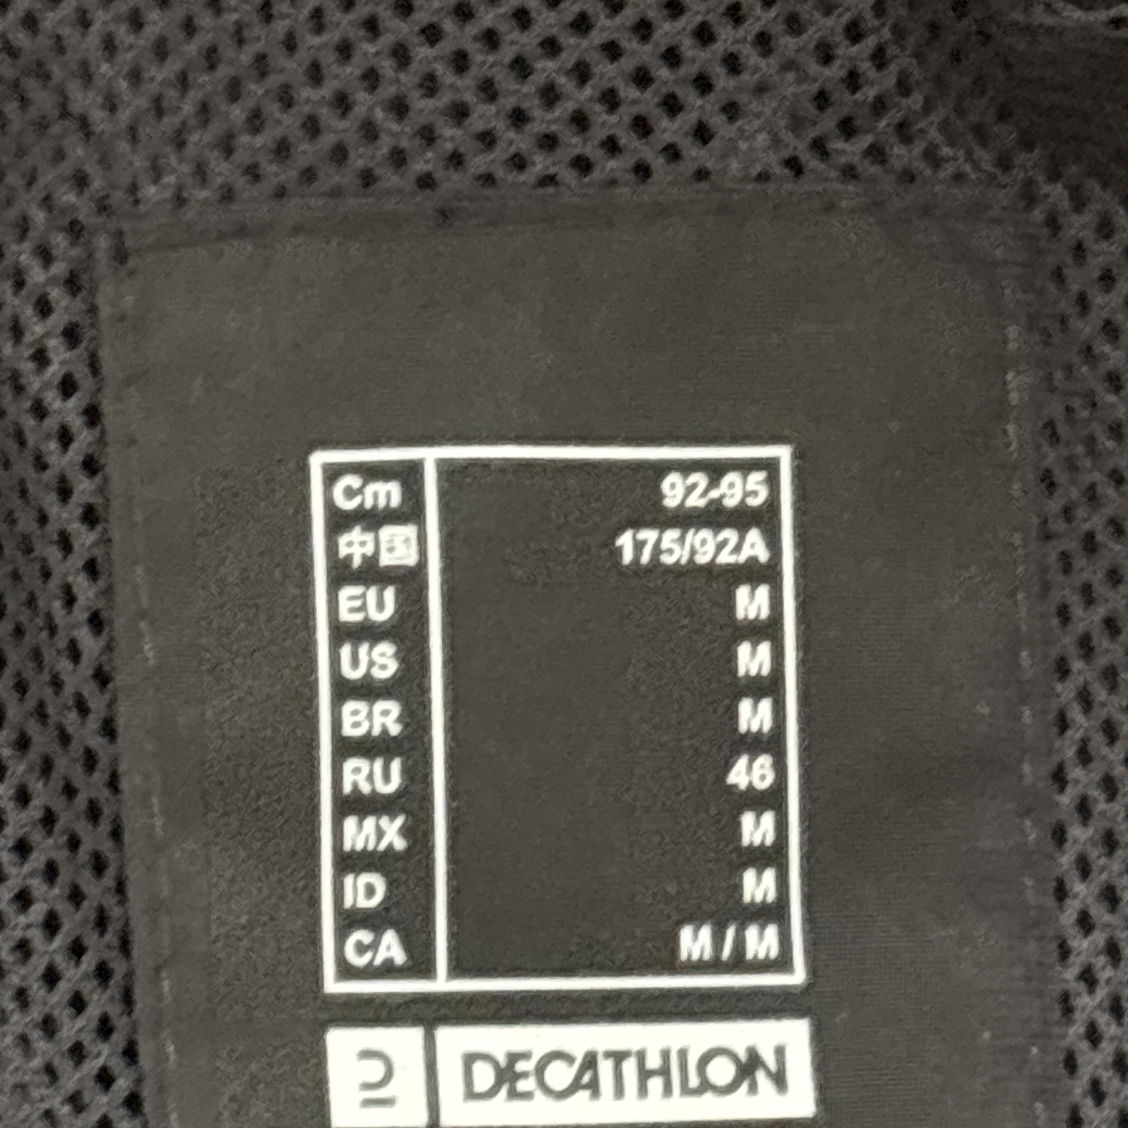 Cm 92-95
中国 175/92A
EU M
US M
BR M
RU 46
MX M
ID M
CA M / M
DECATHLON